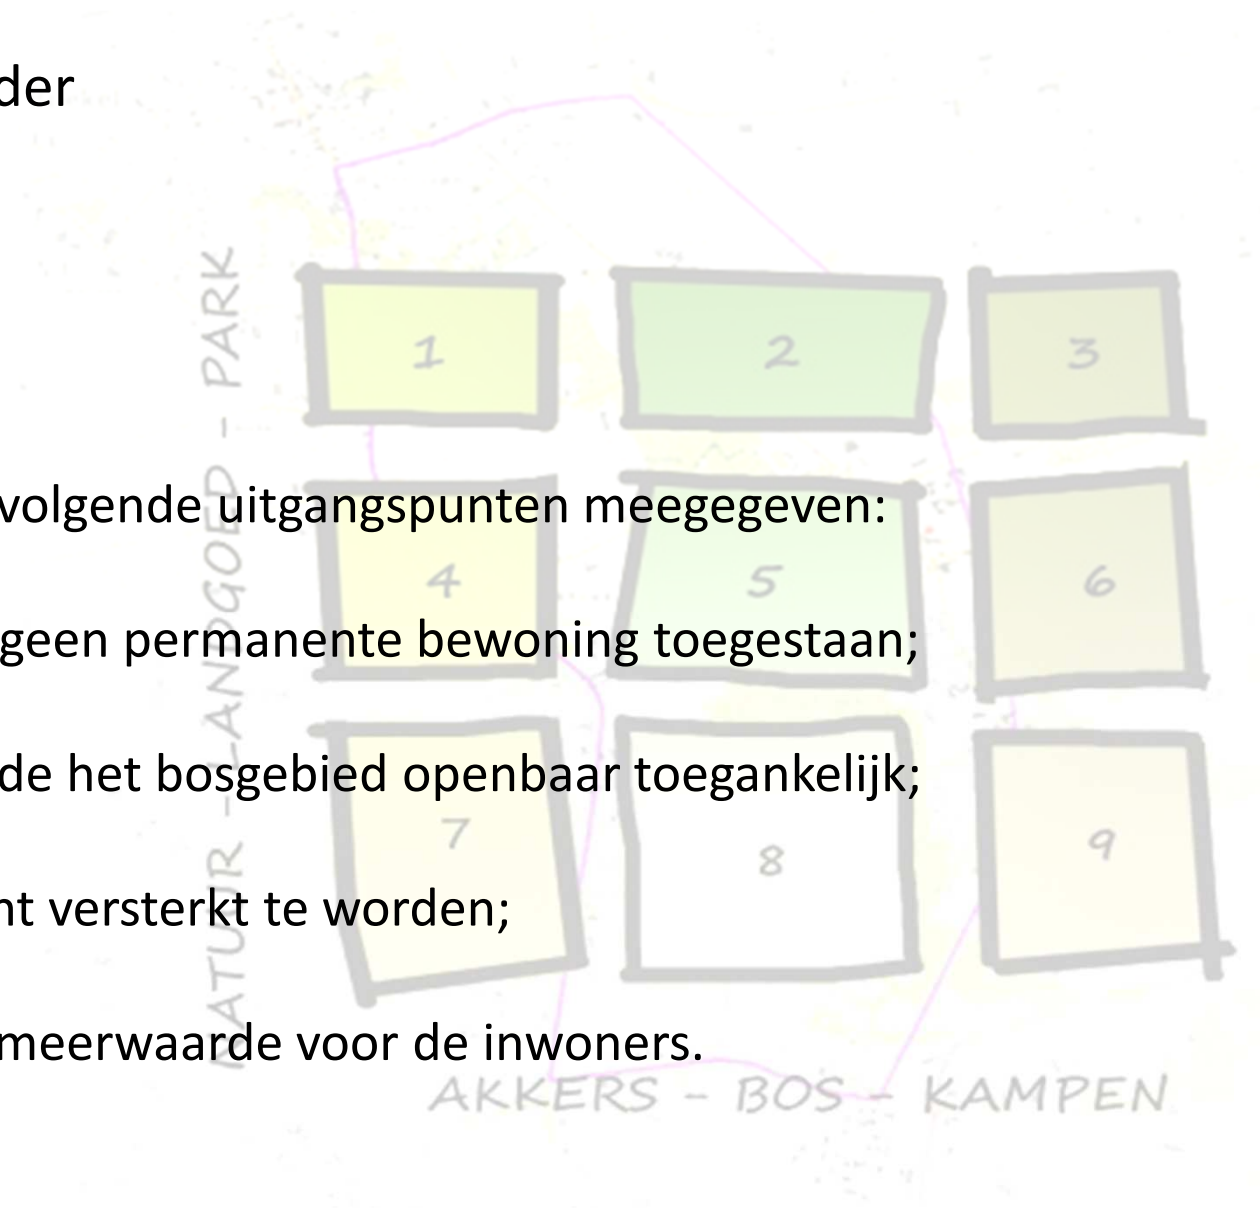 der
volgende uitgangspunten meegegeven:
geen permanente bewoning toegestaan;
de het bosgebied openbaar toegankelijk;
nt versterkt te worden;
meerwaarde voor de inwoners.
NATUUR - LANDGOED - PARK
1 2 3
4 5 6
7 8 9
AKKERS - BOS - KAMPEN